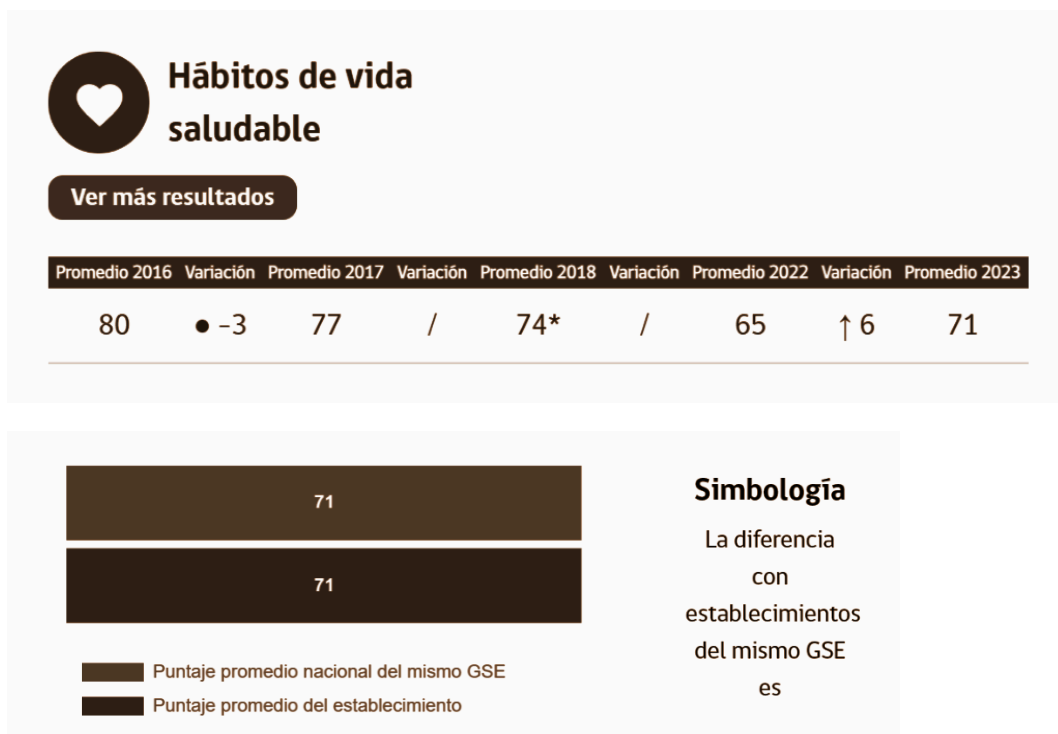 Hábitos de vida
saludable
Ver más resultados
Promedio 2016 Variación Promedio 2017 Variación Promedio 2018 Variación Promedio 2022 Variación Promedio 2023
80 ● -3 77 / 74* / 65 ↑ 6 71
71
71
Puntaje promedio nacional del mismo GSE
Puntaje promedio del establecimiento
Simbología
La diferencia
con
establecimientos
del mismo GSE
es